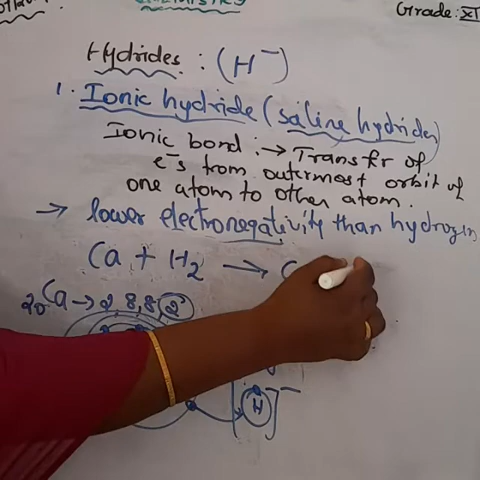 Grade: XI
Hydrides : (H⁻)
1. Ionic hydride (saline hydride)
Ionic bond :→ Transfr of
e⁻s from outermost orbit of
one atom to other atom.
→ lower electronegativity than hydrogen
Ca + H₂ → C
₂₀Ca → 2, 8, 8, 2
[H]⁻